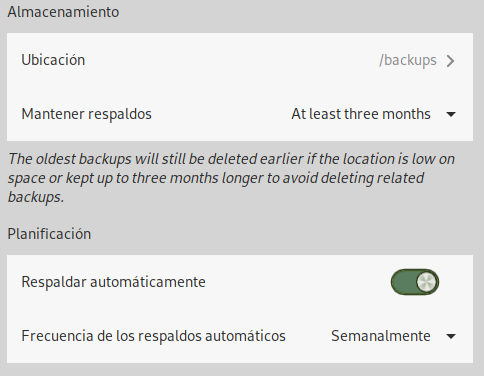 Almacenamiento
Ubicación /backups
Mantener respaldos At least three months
The oldest backups will still be deleted earlier if the location is low on
space or kept up to three months longer to avoid deleting related
backups.
Planificación
Respaldar automáticamente
Frecuencia de los respaldos automáticos Semanalmente